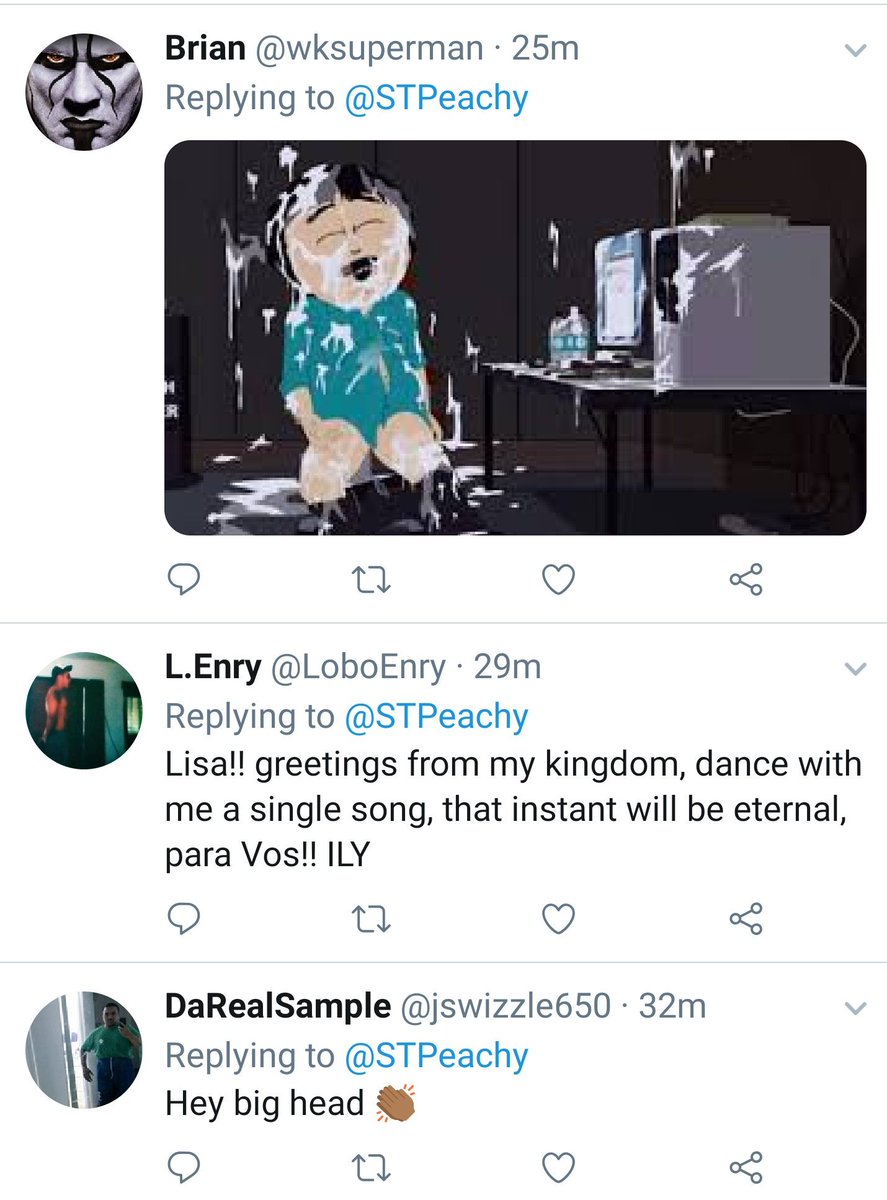 Brian @wksuperman · 25m
Replying to @STPeachy
L.Enry @LoboEnry · 29m
Replying to @STPeachy
Lisa!! greetings from my kingdom, dance with
me a single song, that instant will be eternal,
para Vos!! ILY
DaRealSample @jswizzle650 · 32m
Replying to @STPeachy
Hey big head 👏🏾